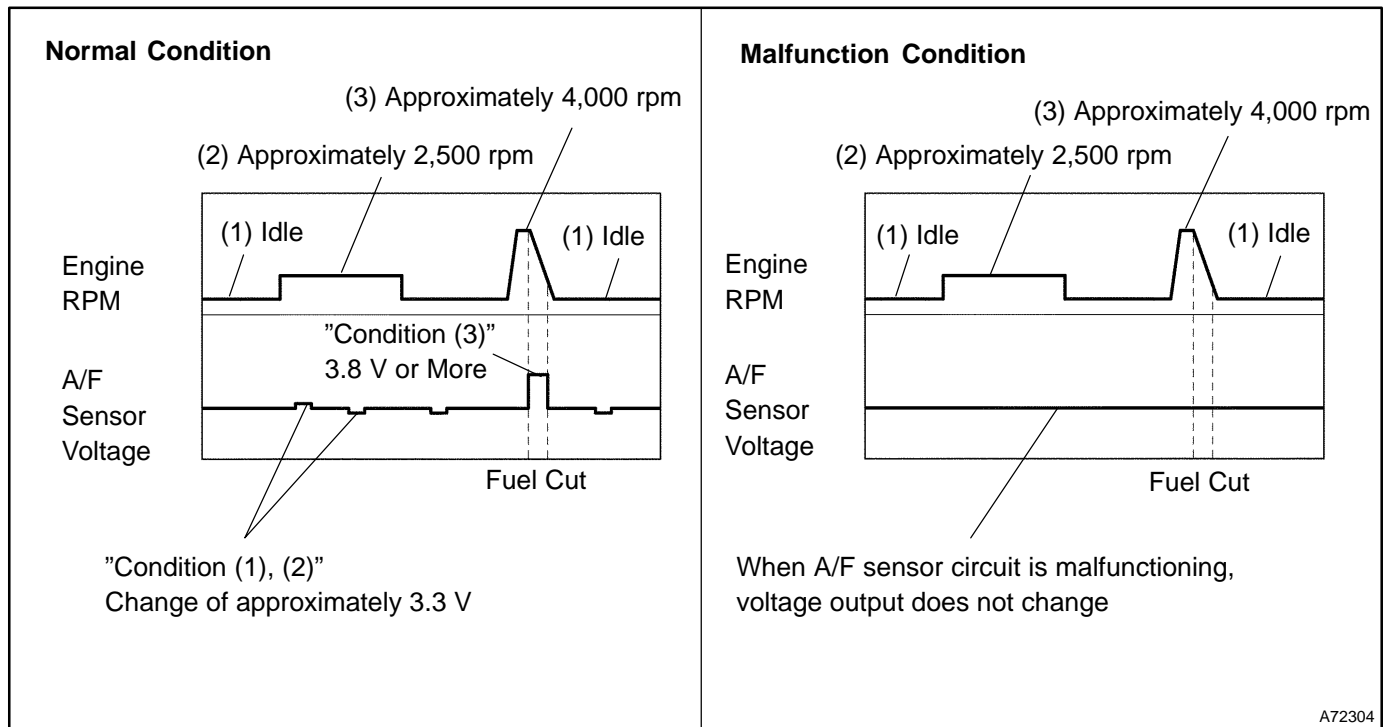 Normal Condition
(3) Approximately 4,000 rpm
(2) Approximately 2,500 rpm
(1) Idle
(1) Idle
Engine
RPM
”Condition (3)”
3.8 V or More
A/F
Sensor
Voltage
Fuel Cut
”Condition (1), (2)”
Change of approximately 3.3 V
Malfunction Condition
(3) Approximately 4,000 rpm
(2) Approximately 2,500 rpm
(1) Idle
(1) Idle
Engine
RPM
A/F
Sensor
Voltage
Fuel Cut
When A/F sensor circuit is malfunctioning,
voltage output does not change
A72304